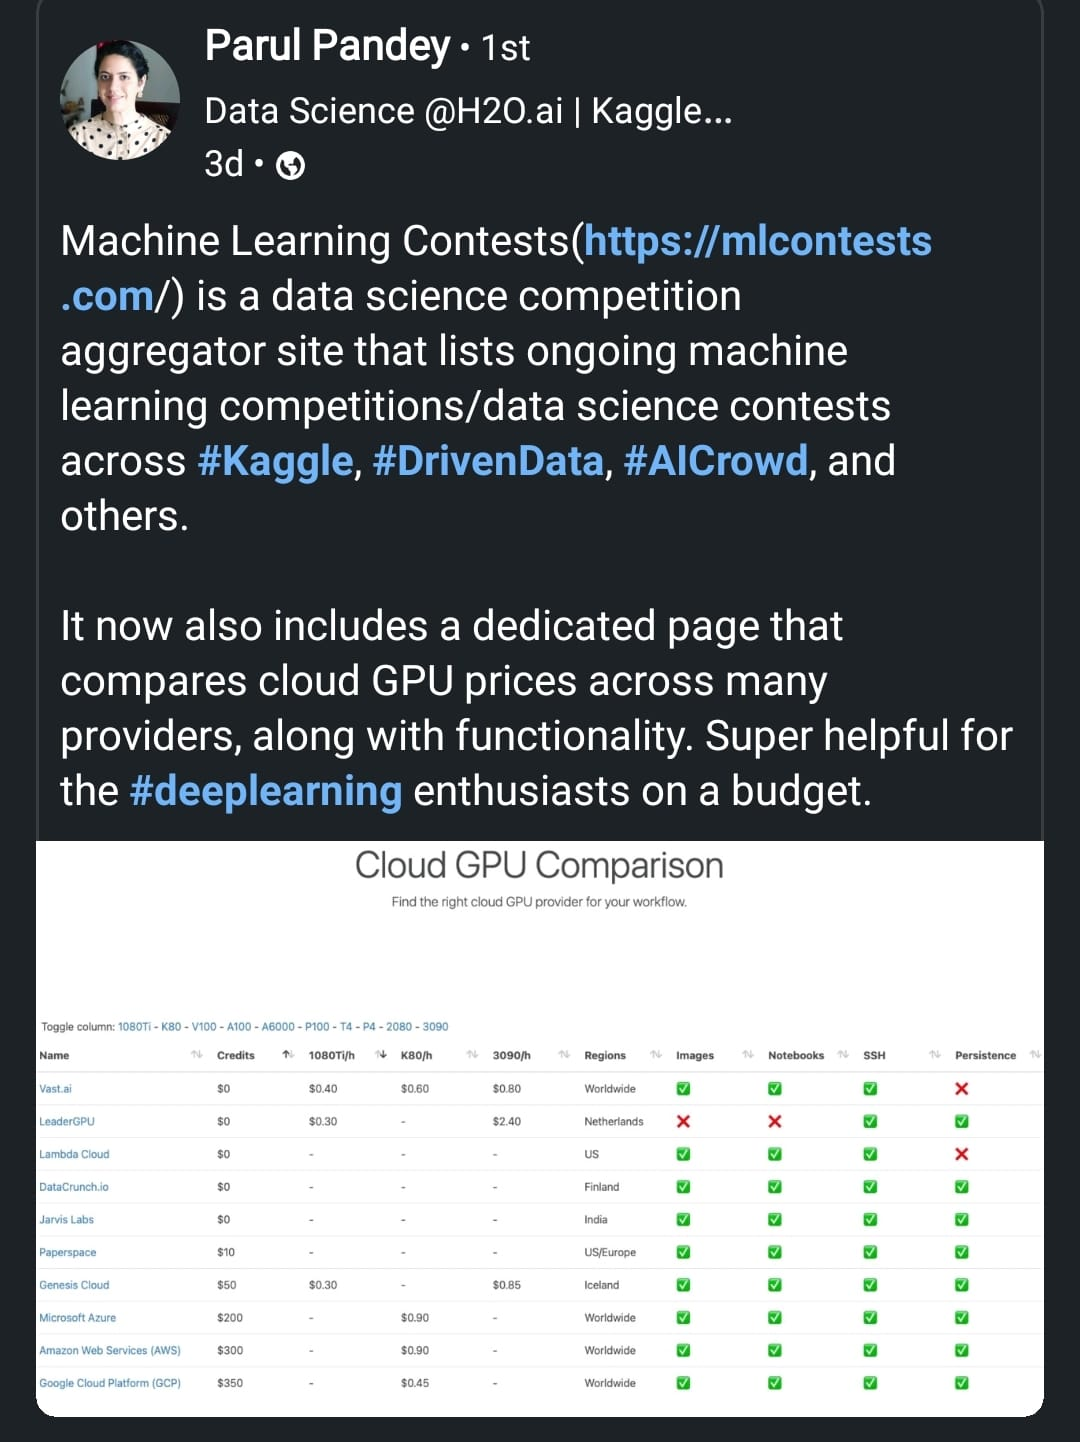 Parul Pandey • 1st
Data Science @H2O.ai | Kaggle...
3d •
Machine Learning Contests(https://mlcontests
.com/) is a data science competition
aggregator site that lists ongoing machine
learning competitions/data science contests
across #Kaggle, #DrivenData, #AICrowd, and
others.
It now also includes a dedicated page that
compares cloud GPU prices across many
providers, along with functionality. Super helpful for
the #deeplearning enthusiasts on a budget.
Cloud GPU Comparison
Find the right cloud GPU provider for your workflow.
Toggle column: 1080Ti - K80 - V100 - A100 - A6000 - P100 - T4 - P4 - 2080 - 3090
Name Credits 1080Ti/h K80/h 3090/h Regions Images Notebooks SSH Persistence
Vast.ai $0 $0.40 $0.60 $0.80 Worldwide
LeaderGPU $0 $0.30 - $2.40 Netherlands
Lambda Cloud $0 - - - US
DataCrunch.io $0 - - - Finland
Jarvis Labs $0 - - - India
Paperspace $10 - - - US/Europe
Genesis Cloud $50 $0.30 - $0.85 Iceland
Microsoft Azure $200 - $0.90 - Worldwide
Amazon Web Services (AWS) $300 - $0.90 - Worldwide
Google Cloud Platform (GCP) $350 - $0.45 - Worldwide